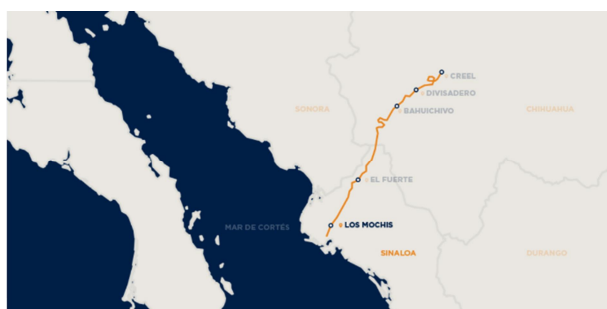 CREEL
DIVISADERO
SONORA
BAHUICHIVO
CHIHUAHUA
EL FUERTE
MAR DE CORTÉS
LOS MOCHIS
SINALOA
DURANGO